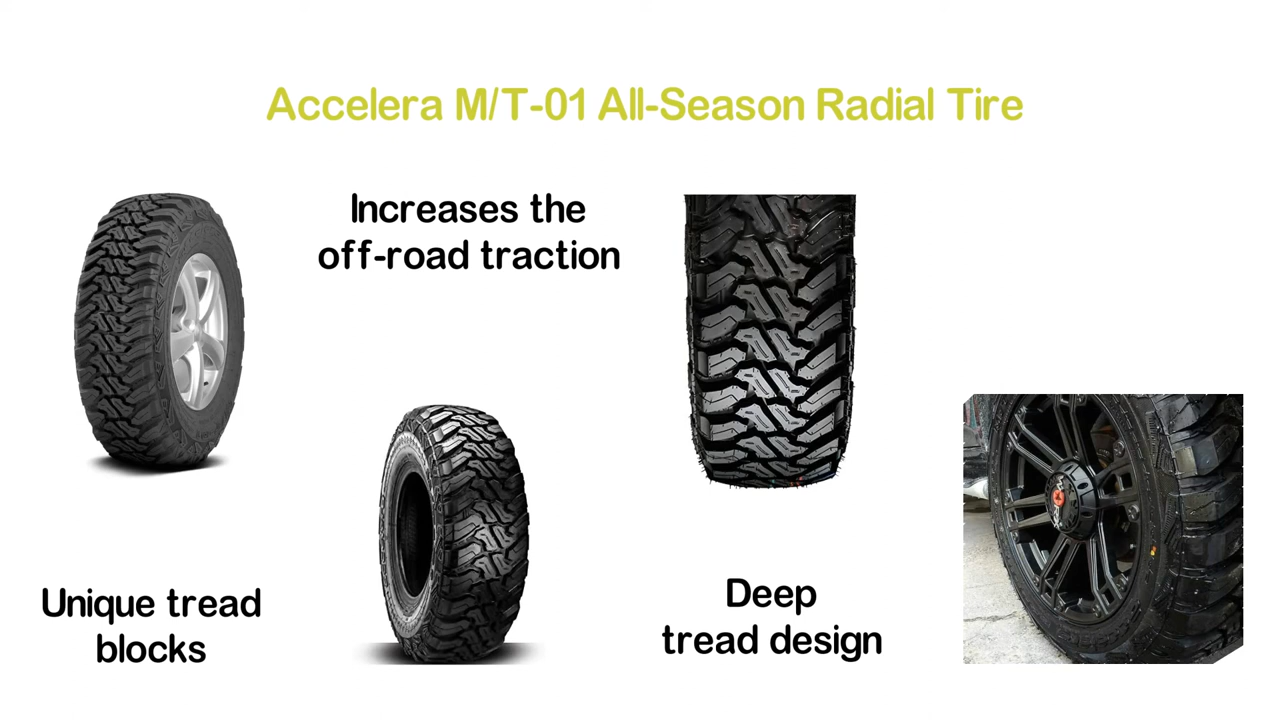 Accelera M/T-01 All-Season Radial Tire
Increases the
off-road traction
Unique tread
blocks
Deep
tread design